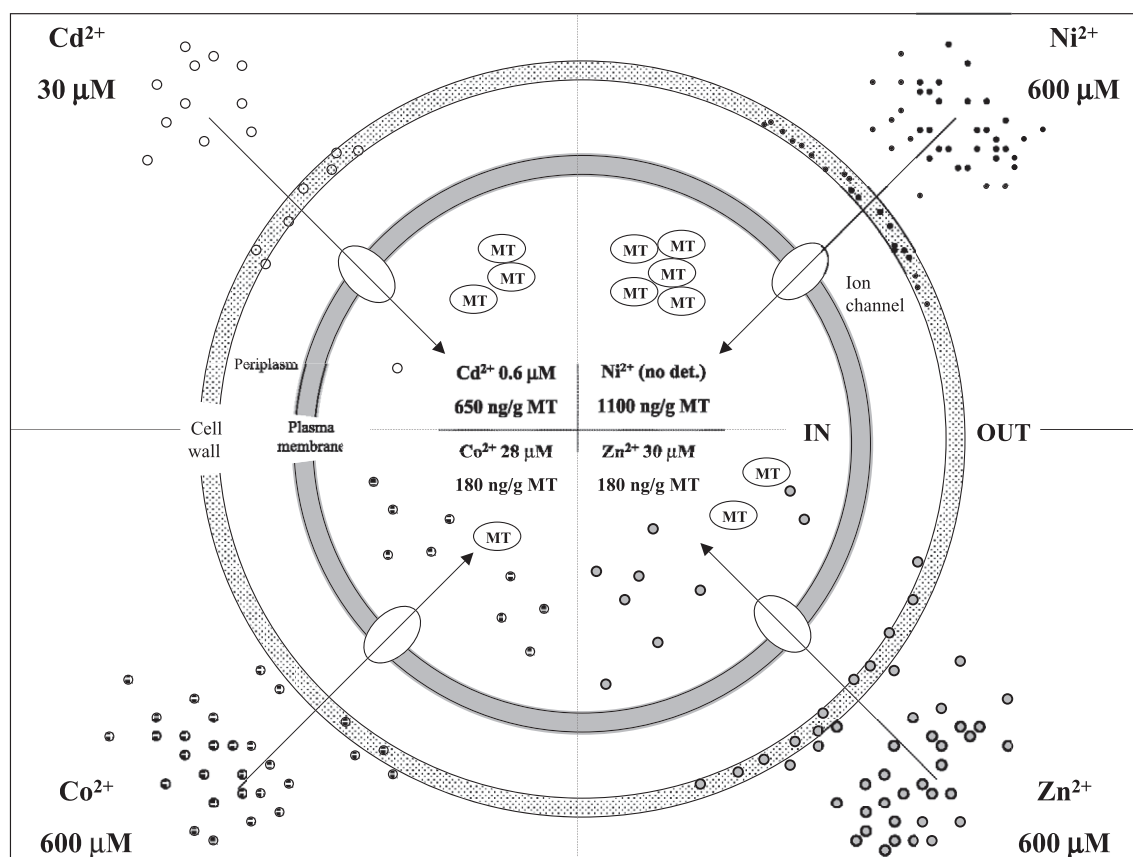 Cd²⁺
30 μM
Ni²⁺
600 μM
MT
MT
MT
MT
MT
MT
MT
MT
Ion
channel
Periplasm
Cd²⁺ 0.6 μM
650 ng/g MT
Ni²⁺ (no det.)
1100 ng/g MT
Cell
wall
Plasma
membrane
IN
OUT
Co²⁺ 28 μM
180 ng/g MT
Zn²⁺ 30 μM
180 ng/g MT
MT
MT
MT
Co²⁺
600 μM
Zn²⁺
600 μM